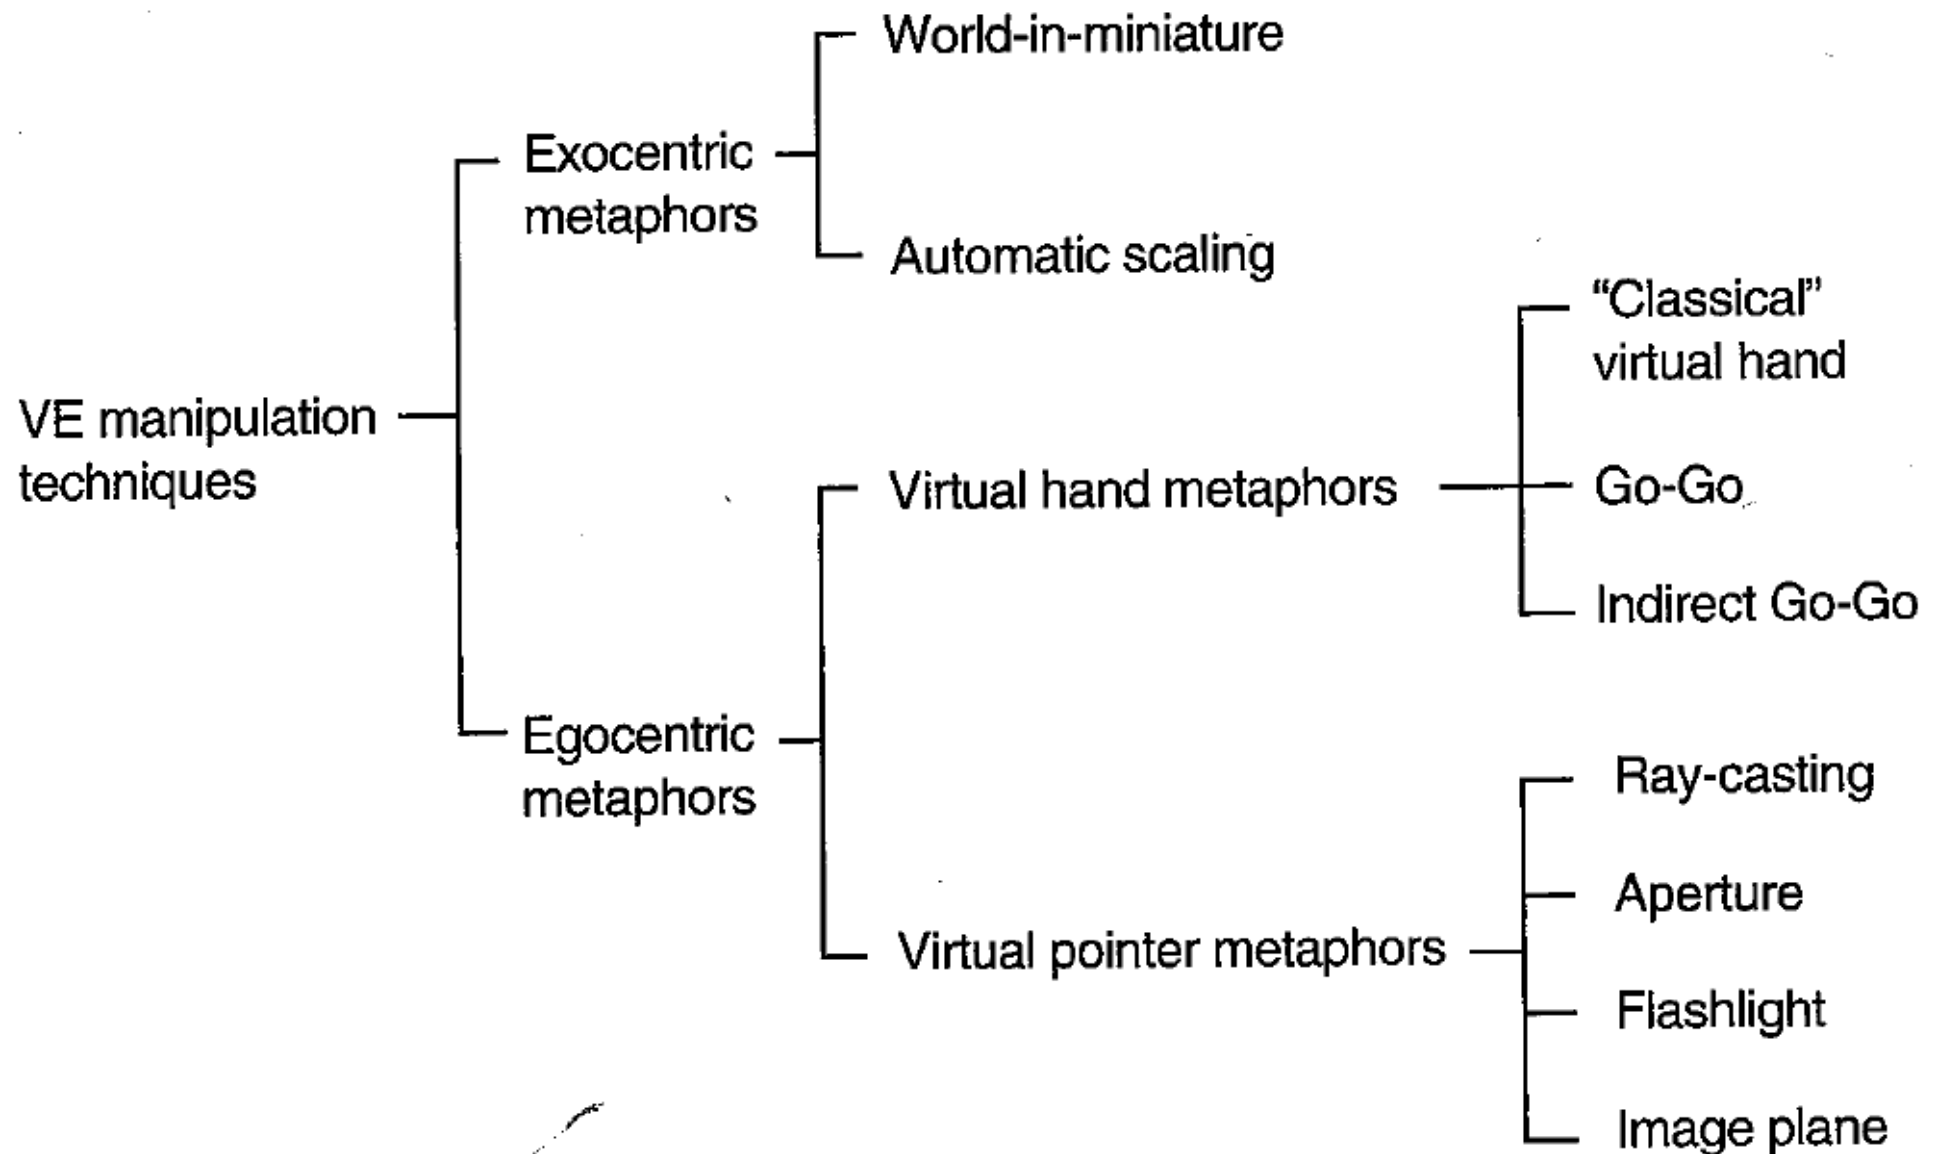 World-in-miniature
Exocentric
metaphors
Automatic scaling
“Classical”
virtual hand
VE manipulation
techniques
Virtual hand metaphors
Go-Go
Indirect Go-Go
Egocentric
metaphors
Ray-casting
Aperture
Virtual pointer metaphors
Flashlight
Image plane